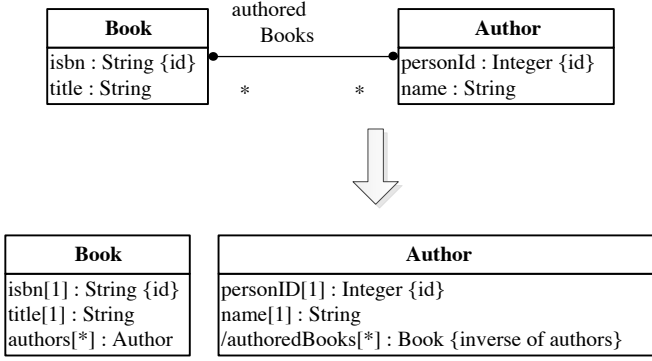 authored
Books
Book
isbn : String {id}
title : String
*
*
Author
personId : Integer {id}
name : String
Book
isbn[1] : String {id}
title[1] : String
authors[*] : Author
Author
personID[1] : Integer {id}
name[1] : String
/authoredBooks[*] : Book {inverse of authors}